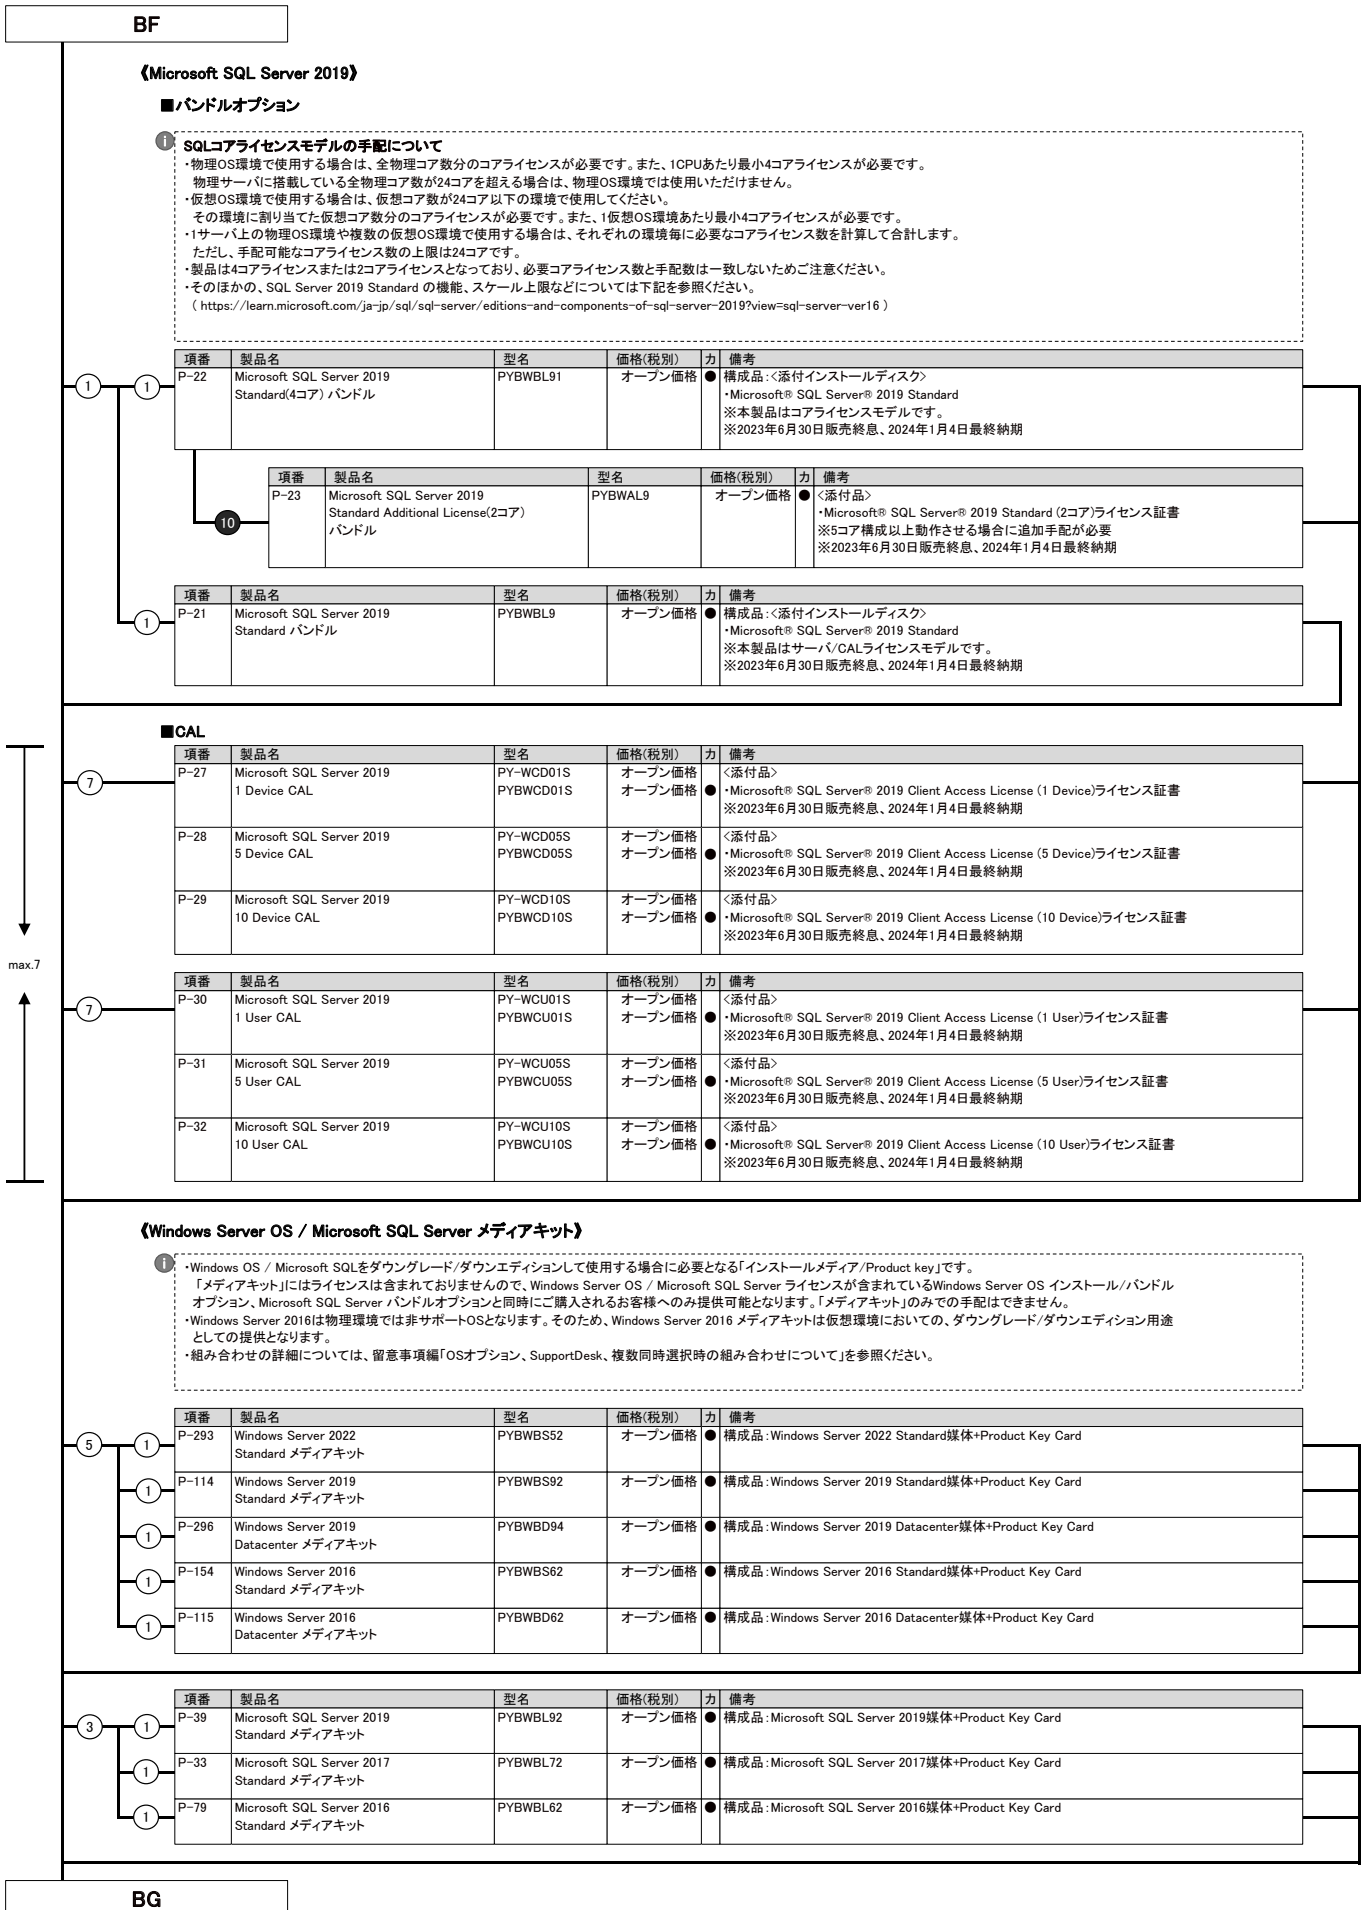 BF
《Microsoft SQL Server 2019》
■バンドルオプション
i
SQLコアライセンスモデルの手配について
・物理OS環境で使用する場合は、全物理コア数分のコアライセンスが必要です。また、1CPUあたり最小4コアライセンスが必要です。
物理サーバに搭載している全物理コア数が24コアを超える場合は、物理OS環境では使用いただけません。
・仮想OS環境で使用する場合は、仮想コア数が24コア以下の環境で使用してください。
その環境に割り当てた仮想コア数分のコアライセンスが必要です。また、1仮想OS環境あたり最小4コアライセンスが必要です。
・1サーバ上の物理OS環境や複数の仮想OS環境で使用する場合は、それぞれの環境毎に必要なコアライセンス数を計算して合計します。
ただし、手配可能なコアライセンス数の上限は24コアです。
・製品は4コアライセンスまたは2コアライセンスとなっており、必要コアライセンス数と手配数は一致しないためご注意ください。
・そのほかの、SQL Server 2019 Standard の機能、スケール上限などについては下記を参照ください。
( https://learn.microsoft.com/ja-jp/sql/sql-server/editions-and-components-of-sql-server-2019?view=sql-server-ver16 )
項番 製品名 型名 価格(税別) カ 備考
1 1 P-22 Microsoft SQL Server 2019 PYBWBL91 オープン価格 ● 構成品:<添付インストールディスク>
Standard(4コア) バンドル ・Microsoft® SQL Server® 2019 Standard
※本製品はコアライセンスモデルです。
※2023年6月30日販売終息、2024年1月4日最終納期
項番 製品名 型名 価格(税別) カ 備考
P-23 Microsoft SQL Server 2019 PYBWAL9 オープン価格 ● <添付品>
10 Standard Additional License(2コア) ・Microsoft® SQL Server® 2019 Standard (2コア)ライセンス証書
バンドル ※5コア構成以上動作させる場合に追加手配が必要
※2023年6月30日販売終息、2024年1月4日最終納期
項番 製品名 型名 価格(税別) カ 備考
1 P-21 Microsoft SQL Server 2019 PYBWBL9 オープン価格 ● 構成品:<添付インストールディスク>
Standard バンドル ・Microsoft® SQL Server® 2019 Standard
※本製品はサーバ/CALライセンスモデルです。
※2023年6月30日販売終息、2024年1月4日最終納期
■CAL
項番 製品名 型名 価格(税別) カ 備考
7 P-27 Microsoft SQL Server 2019 PY-WCD01S オープン価格 <添付品>
1 Device CAL PYBWCD01S オープン価格 ● ・Microsoft® SQL Server® 2019 Client Access License (1 Device)ライセンス証書
※2023年6月30日販売終息、2024年1月4日最終納期
P-28 Microsoft SQL Server 2019 PY-WCD05S オープン価格 <添付品>
5 Device CAL PYBWCD05S オープン価格 ● ・Microsoft® SQL Server® 2019 Client Access License (5 Device)ライセンス証書
※2023年6月30日販売終息、2024年1月4日最終納期
P-29 Microsoft SQL Server 2019 PY-WCD10S オープン価格 <添付品>
10 Device CAL PYBWCD10S オープン価格 ● ・Microsoft® SQL Server® 2019 Client Access License (10 Device)ライセンス証書
※2023年6月30日販売終息、2024年1月4日最終納期
max.7
項番 製品名 型名 価格(税別) カ 備考
7 P-30 Microsoft SQL Server 2019 PY-WCU01S オープン価格 <添付品>
1 User CAL PYBWCU01S オープン価格 ● ・Microsoft® SQL Server® 2019 Client Access License (1 User)ライセンス証書
※2023年6月30日販売終息、2024年1月4日最終納期
P-31 Microsoft SQL Server 2019 PY-WCU05S オープン価格 <添付品>
5 User CAL PYBWCU05S オープン価格 ● ・Microsoft® SQL Server® 2019 Client Access License (5 User)ライセンス証書
※2023年6月30日販売終息、2024年1月4日最終納期
P-32 Microsoft SQL Server 2019 PY-WCU10S オープン価格 <添付品>
10 User CAL PYBWCU10S オープン価格 ● ・Microsoft® SQL Server® 2019 Client Access License (10 User)ライセンス証書
※2023年6月30日販売終息、2024年1月4日最終納期
《Windows Server OS / Microsoft SQL Server メディアキット》
i
・Windows OS / Microsoft SQLをダウングレード/ダウンエディションして使用する場合に必要となる「インストールメディア/Product key」です。
「メディアキット」にはライセンスは含まれておりませんので、Windows Server OS / Microsoft SQL Server ライセンスが含まれているWindows Server OS インストール/バンドル
オプション、Microsoft SQL Server バンドルオプションと同時にご購入されるお客様へのみ提供可能となります。「メディアキット」のみでの手配はできません。
・Windows Server 2016は物理環境では非サポートOSとなります。そのため、Windows Server 2016 メディアキットは仮想環境においての、ダウングレード/ダウンエディション用途
としての提供となります。
・組み合わせの詳細については、留意事項編「OSオプション、SupportDesk、複数同時選択時の組み合わせについて」を参照ください。
項番 製品名 型名 価格(税別) カ 備考
5 1 P-293 Windows Server 2022 PYBWBS52 オープン価格 ● 構成品:Windows Server 2022 Standard媒体+Product Key Card
Standard メディアキット
1 P-114 Windows Server 2019 PYBWBS92 オープン価格 ● 構成品:Windows Server 2019 Standard媒体+Product Key Card
Standard メディアキット
1 P-296 Windows Server 2019 PYBWBD94 オープン価格 ● 構成品:Windows Server 2019 Datacenter媒体+Product Key Card
Datacenter メディアキット
1 P-154 Windows Server 2016 PYBWBS62 オープン価格 ● 構成品:Windows Server 2016 Standard媒体+Product Key Card
Standard メディアキット
1 P-115 Windows Server 2016 PYBWBD62 オープン価格 ● 構成品:Windows Server 2016 Datacenter媒体+Product Key Card
Datacenter メディアキット
項番 製品名 型名 価格(税別) カ 備考
3 1 P-39 Microsoft SQL Server 2019 PYBWBL92 オープン価格 ● 構成品:Microsoft SQL Server 2019媒体+Product Key Card
Standard メディアキット
1 P-33 Microsoft SQL Server 2017 PYBWBL72 オープン価格 ● 構成品:Microsoft SQL Server 2017媒体+Product Key Card
Standard メディアキット
1 P-79 Microsoft SQL Server 2016 PYBWBL62 オープン価格 ● 構成品:Microsoft SQL Server 2016媒体+Product Key Card
Standard メディアキット
BG